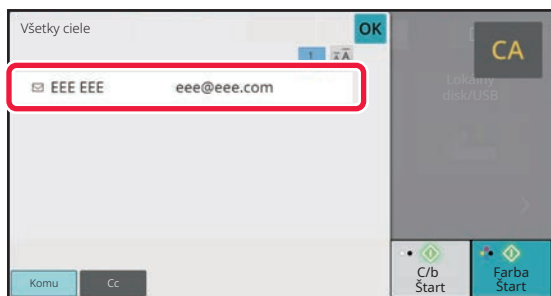 Všetky ciele
OK
CA
1
EEE EEE eee@eee.com
Lokálny
disk/USB
Komu
Cc
C/b
Štart
Farba
Štart